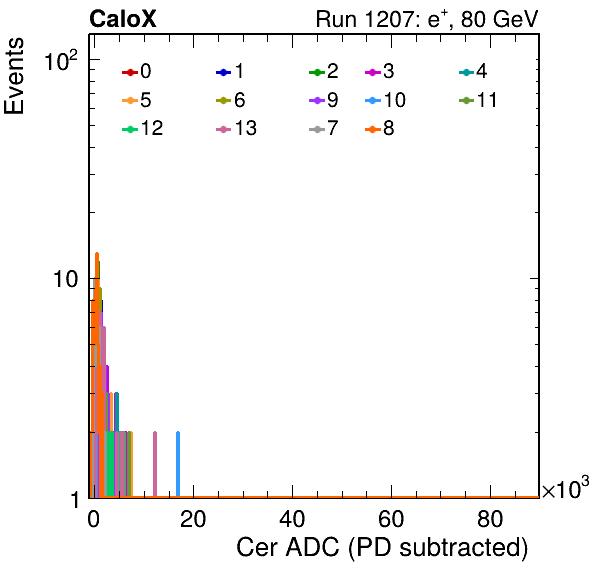 CaloX Run 1207: e⁺, 80 GeV
Events
10²
0 1 2 3 4
5 6 9 10 11
12 13 7 8
10
1
0 20 40 60 80
×10³
Cer ADC (PD subtracted)